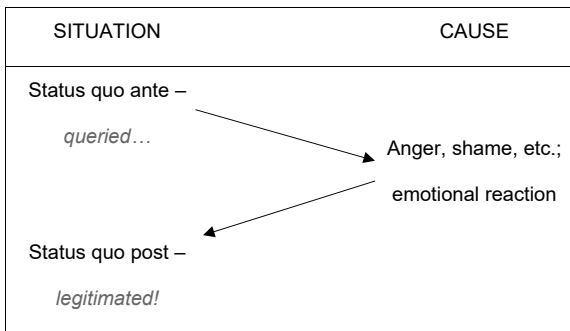 SITUATION
CAUSE
Status quo ante –
queried…
Anger, shame, etc.;
emotional reaction
Status quo post –
legitimated!